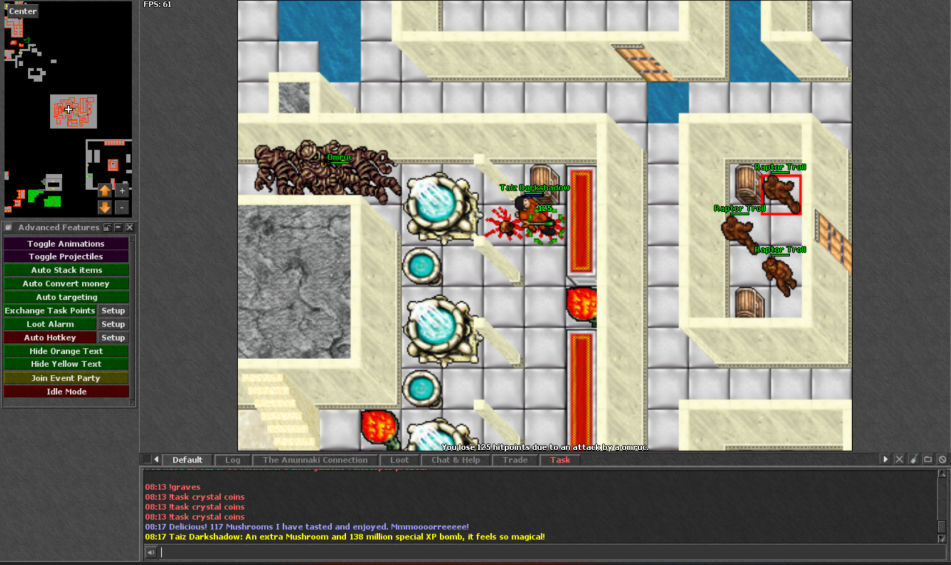 FPS: 61
Center
+
-
Advanced Features
Toggle Animations
Toggle Projectiles
Auto Stack items
Auto Convert money
Auto targeting
Exchange Task Points Setup
Loot Alarm Setup
Auto Hotkey Setup
Hide Orange Text
Hide Yellow Text
Join Event Party
Idle Mode
Omruc
Taiz Darkshadow
125
Raptor Troll
Raptor Troll
Raptor Troll
You lose 125 hitpoints due to an attack by a omruc.
Default Log The Anunnaki Connection Loot Chat & Help Trade Task
08:13 !graves
08:13 !task crystal coins
08:13 !task crystal coins
08:13 !task crystal coins
08:17 Delicious! 117 Mushrooms I have tasted and enjoyed. Mmmoooorreeeee!
08:17 Taiz Darkshadow: An extra Mushroom and 138 million special XP bomb, it feels so magical!